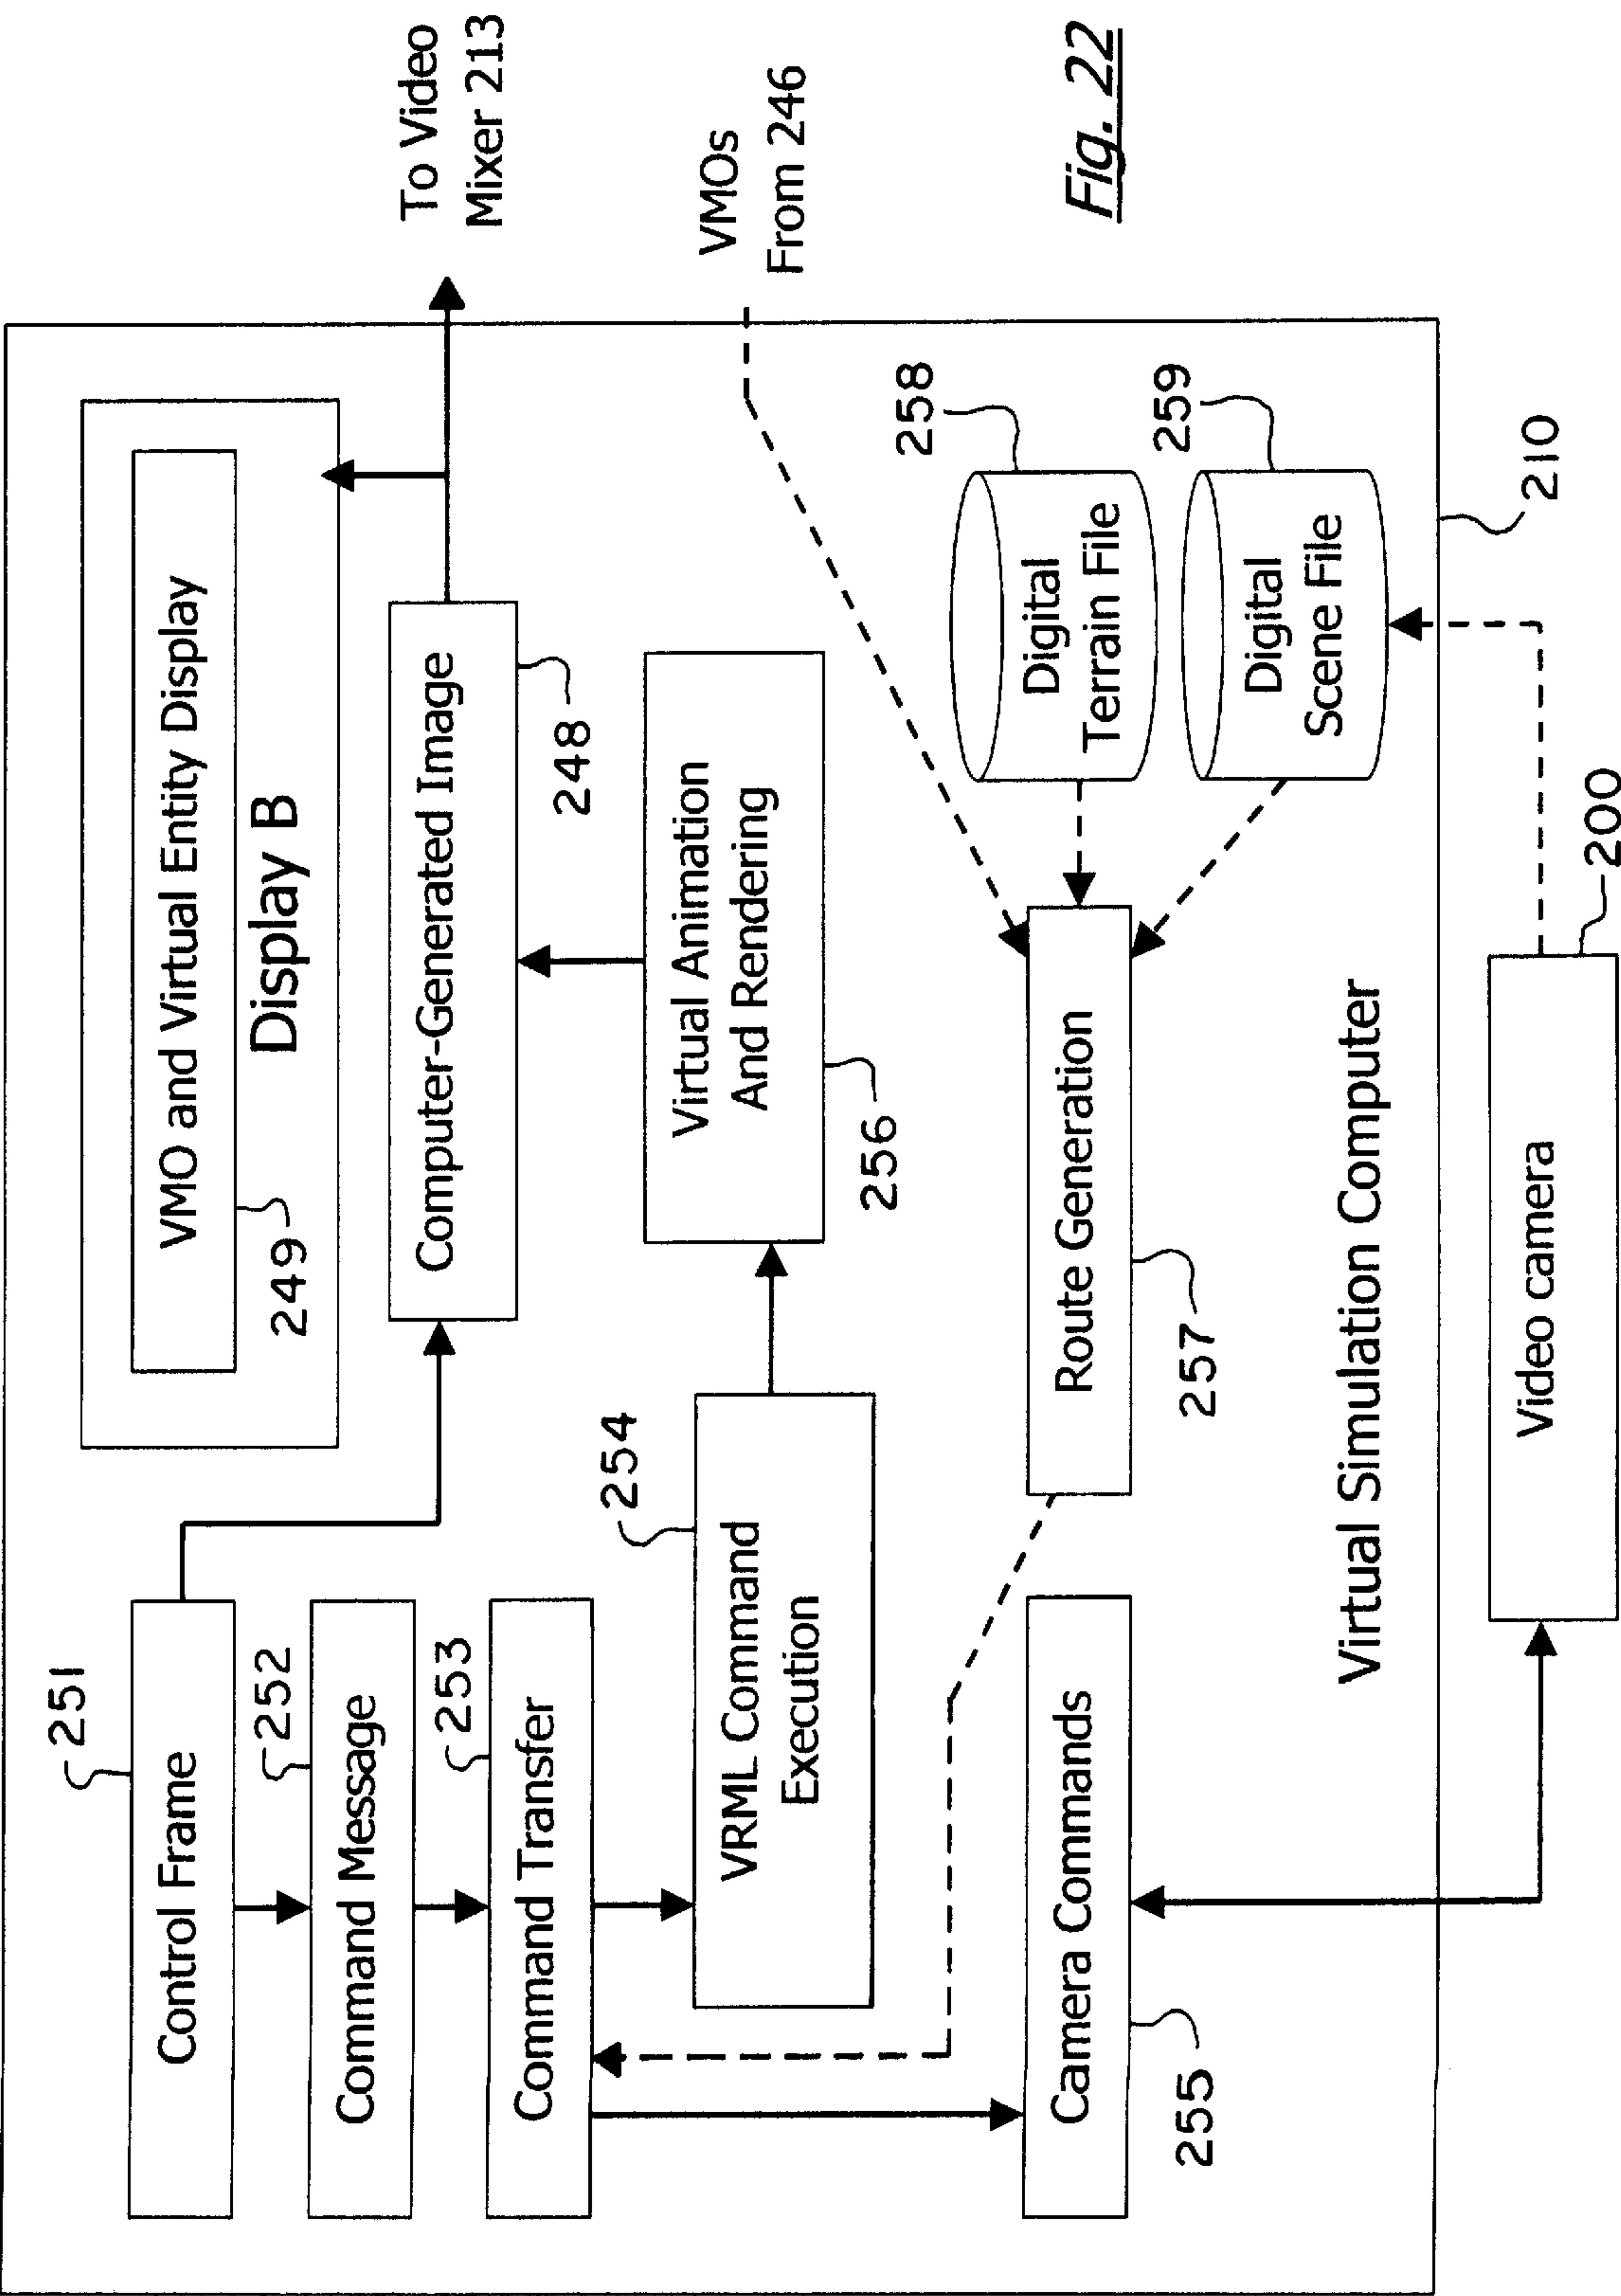 251
Control Frame
252
Command Message
253
Command Transfer
254
VRML Command
Execution
Camera Commands
255
VMO and Virtual Entity Display
249
Display B
Computer-Generated Image
248
Virtual Animation
And Rendering
256
Route Generation
257
258
Digital
Terrain File
259
Digital
Scene File
Virtual Simulation Computer
210
Video camera
200
To Video
Mixer 213
VMOs
From 246
Fig. 22